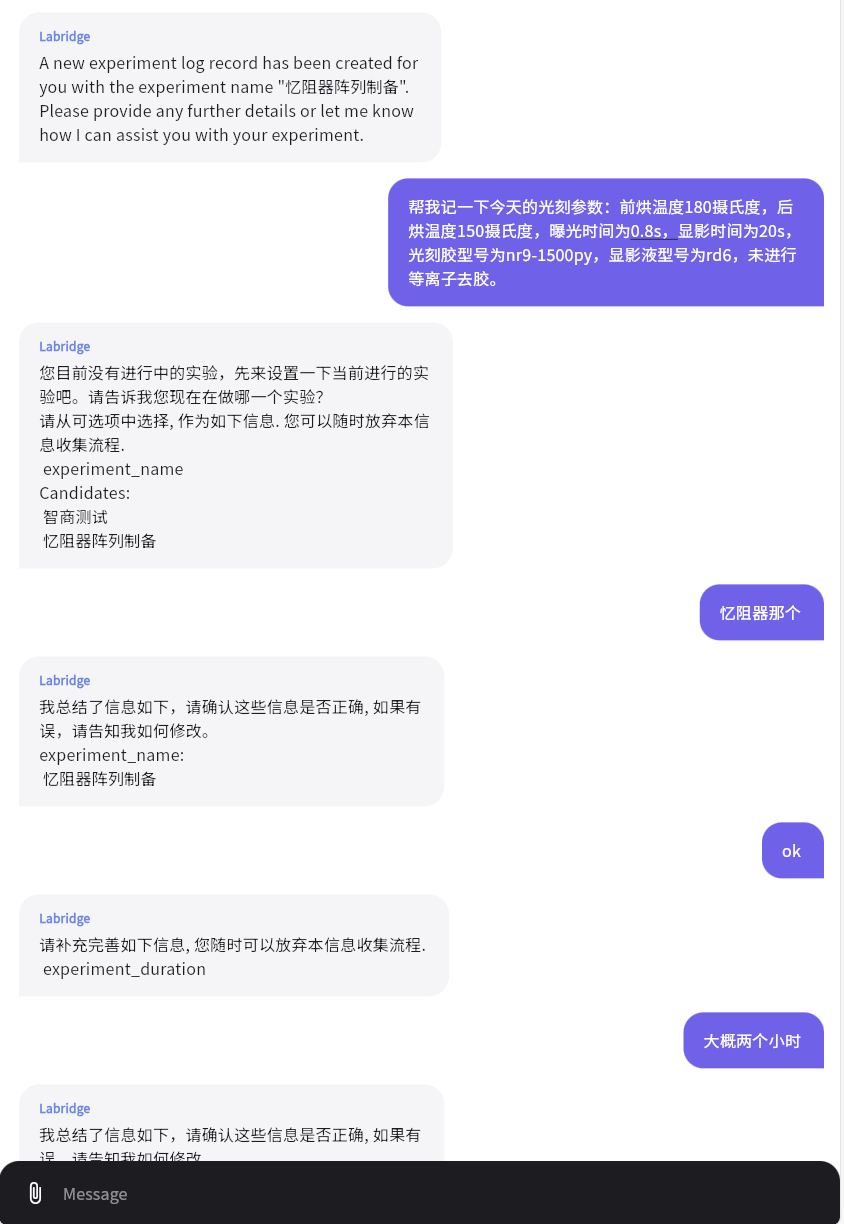 Labridge
A new experiment log record has been created for
you with the experiment name "忆阻器阵列制备".
Please provide any further details or let me know
how I can assist you with your experiment.
帮我记一下今天的光刻参数：前烘温度180摄氏度，后
烘温度150摄氏度，曝光时间为0.8s，显影时间为20s，
光刻胶型号为nr9-1500py，显影液型号为rd6，未进行
等离子去胶。
Labridge
您目前没有进行中的实验，先来设置一下当前进行的实
验吧。请告诉我您现在在做哪一个实验？
请从可选项中选择, 作为如下信息. 您可以随时放弃本信
息收集流程.
experiment_name
Candidates:
智商测试
忆阻器阵列制备
忆阻器那个
Labridge
我总结了信息如下，请确认这些信息是否正确, 如果有
误，请告知我如何修改。
experiment_name:
忆阻器阵列制备
ok
Labridge
请补充完善如下信息, 您随时可以放弃本信息收集流程.
experiment_duration
大概两个小时
Labridge
我总结了信息如下，请确认这些信息是否正确, 如果有
误，请告知我如何修改
Message